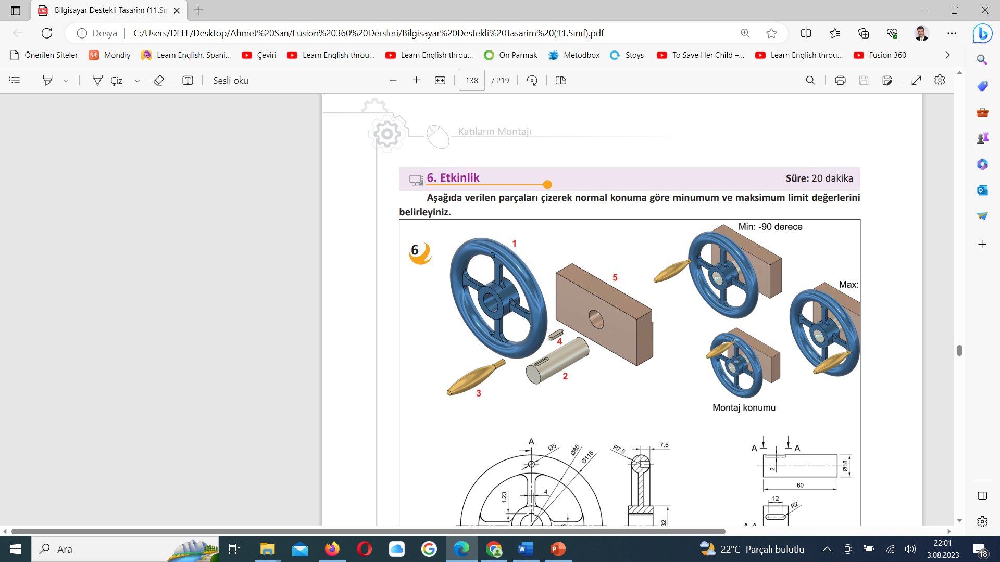 Bilgisayar Destekli Tasarim (11.Sın
Dosya
C:/Users/DELL/Desktop/Ahmet%20San/Fusion%20360%20Dersleri/Bilgisayar%20Destekli%20Tasarim%20(11.Sınıf).pdf
Önerilen Siteler
Mondly
Learn English, Spani...
Çeviri
Learn English throu...
Learn English throu...
On Parmak
Metodbox
Stoys
To Save Her Child –...
Learn English throu...
Fusion 360
Çiz
Sesli oku
138
/ 219
Katıların Montajı
6. Etkinlik
Süre: 20 dakika
Aşağıda verilen parçaları çizerek normal konuma göre minumum ve maksimum limit değerlerini
belirleyiniz.
6
1
5
4
2
3
Min: -90 derece
Max:
Montaj konumu
A
Ø5
Ø85
Ø115
1.23
4
R7.5
7.5
32
A
A
2
Ø18
60
12
R2
Ara
22°C Parçalı bulutlu
22:01
3.08.2023
18